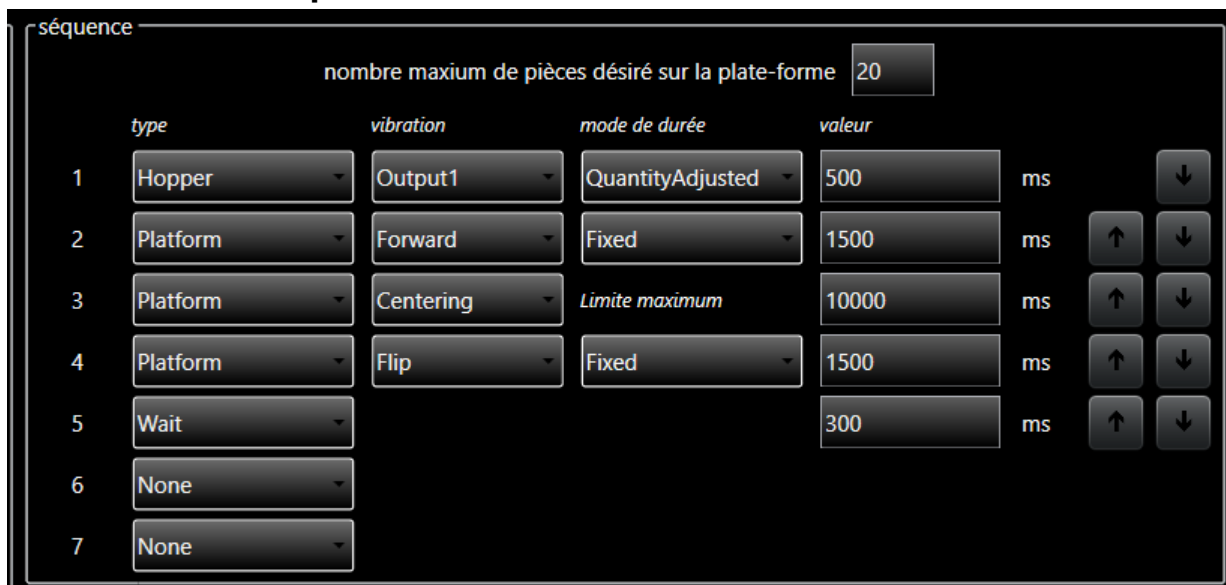 séquence
nombre maxium de pièces désiré sur la plate-forme 20
type vibration mode de durée valeur
1 Hopper Output1 QuantityAdjusted 500 ms
2 Platform Forward Fixed 1500 ms
3 Platform Centering Limite maximum 10000 ms
4 Platform Flip Fixed 1500 ms
5 Wait 300 ms
6 None
7 None